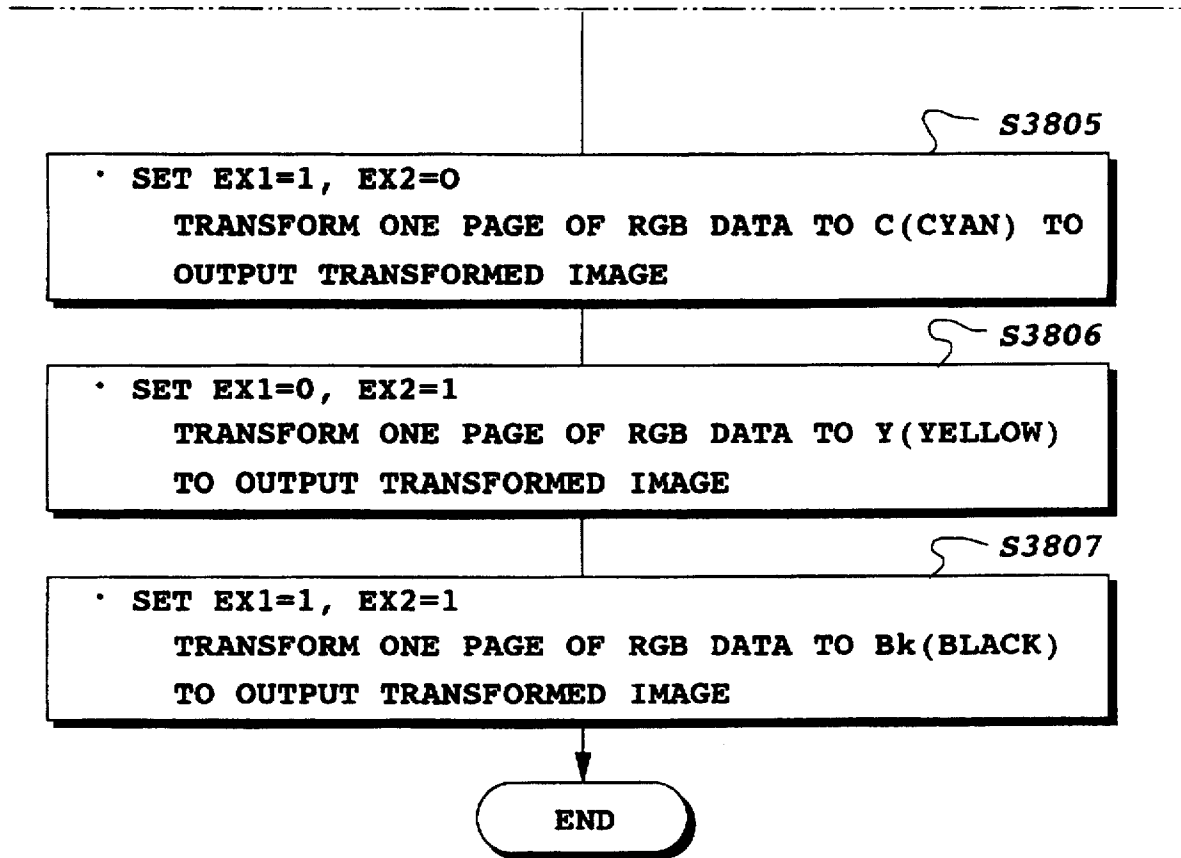 S3805
· SET EX1=1, EX2=0
TRANSFORM ONE PAGE OF RGB DATA TO C(CYAN) TO
OUTPUT TRANSFORMED IMAGE
S3806
· SET EX1=0, EX2=1
TRANSFORM ONE PAGE OF RGB DATA TO Y(YELLOW)
TO OUTPUT TRANSFORMED IMAGE
S3807
· SET EX1=1, EX2=1
TRANSFORM ONE PAGE OF RGB DATA TO Bk(BLACK)
TO OUTPUT TRANSFORMED IMAGE
END